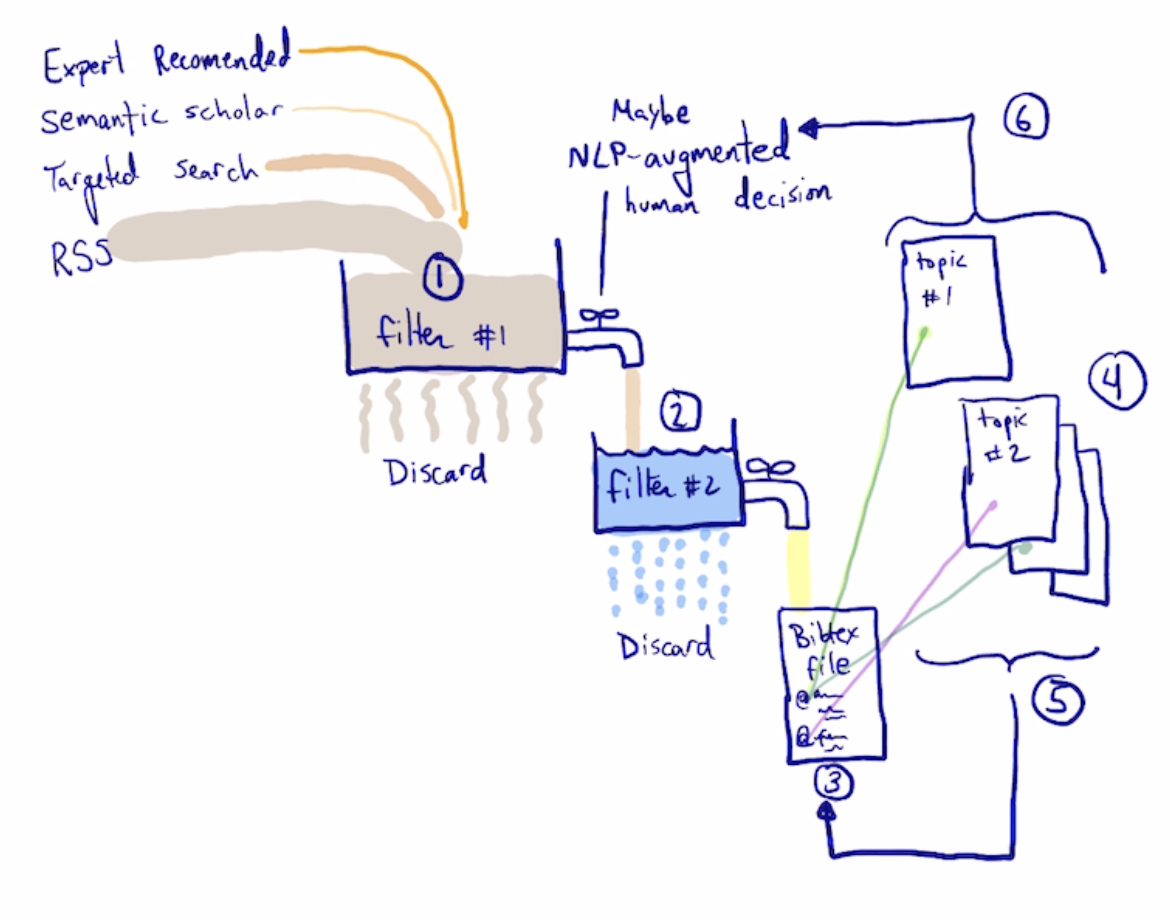 Expert Recomended
Semantic scholar
Targeted search
RSS
1
filter #1
Discard
Maybe
NLP-augmented
human decision
2
filter #2
Discard
Bibtex
file
@
@
3
topic
#1
topic
#2
4
5
6